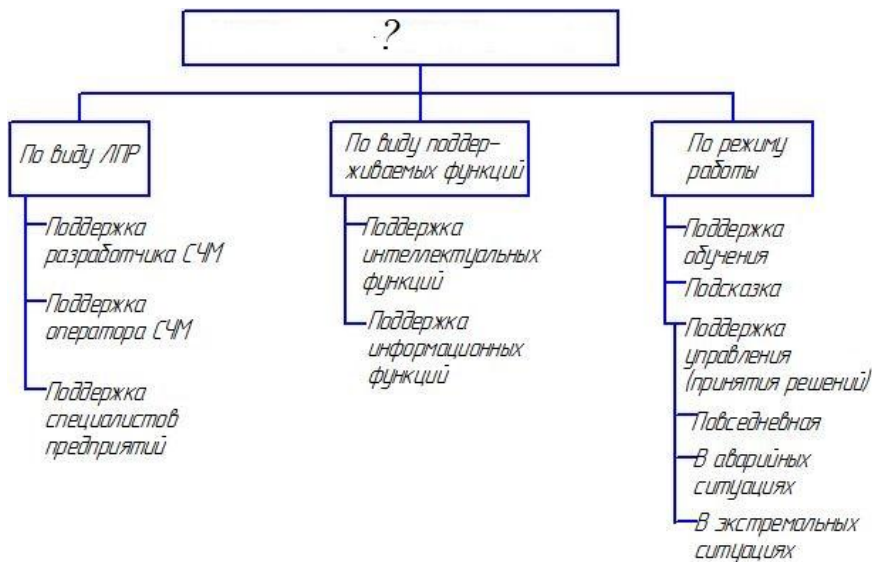 .?
По виду ЛПР
Поддержка
разработчика СЧМ
Поддержка
оператора СЧМ
Поддержка
специалистов
предприятий
По виду поддер-
живаемых функций
Поддержка
интеллектуальных
функций
Поддержка
информационных
функций
По режиму
работы
Поддержка
обучения
Подсказка
Поддержка
управления
(принятия решений)
Повседневная
В аварийных
ситуациях
В экстремальных
ситуациях